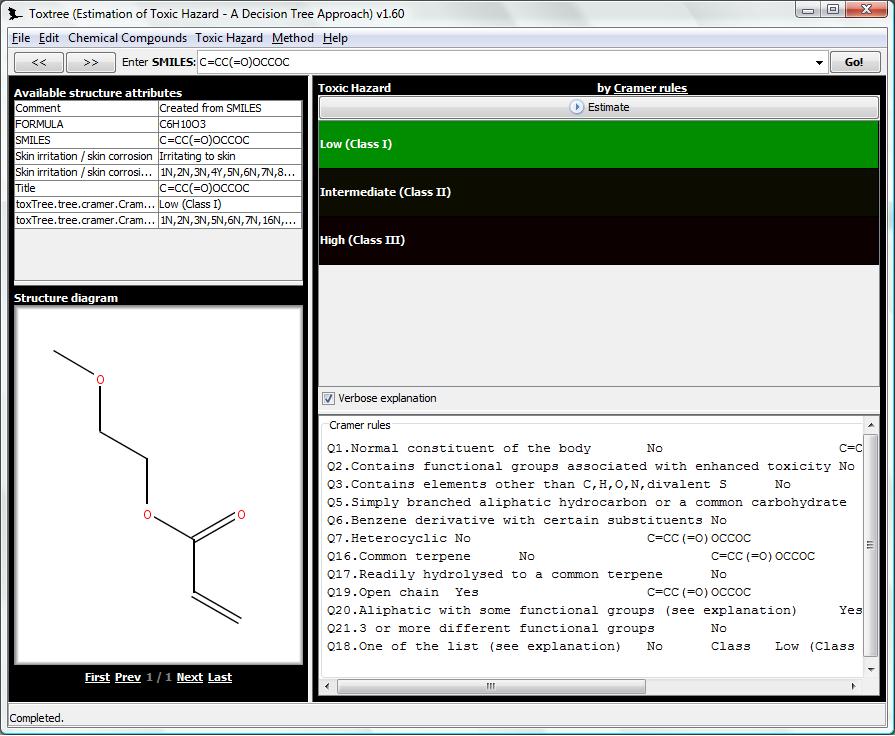 Toxtree (Estimation of Toxic Hazard - A Decision Tree Approach) v1.60
File Edit Chemical Compounds Toxic Hazard Method Help
<< >> Enter SMILES: C=CC(=O)OCCOC Go!
Available structure attributes
Comment Created from SMILES
FORMULA C6H10O3
SMILES C=CC(=O)OCCOC
Skin irritation / skin corrosion Irritating to skin
Skin irritation / skin corrosi... 1N,2N,3N,4Y,5N,6N,7N,8...
Title C=CC(=O)OCCOC
toxTree.tree.cramer.Cram... Low (Class I)
toxTree.tree.cramer.Cram... 1N,2N,3N,5N,6N,7N,16N,...
Structure diagram
O
O
O
First Prev 1 / 1 Next Last
Toxic Hazard by Cramer rules
Estimate
Low (Class I)
Intermediate (Class II)
High (Class III)
Verbose explanation
Cramer rules
Q1.Normal constituent of the body No C=C
Q2.Contains functional groups associated with enhanced toxicity No
Q3.Contains elements other than C,H,O,N,divalent S No
Q5.Simply branched aliphatic hydrocarbon or a common carbohydrate
Q6.Benzene derivative with certain substituents No
Q7.Heterocyclic No C=CC(=O)OCCOC
Q16.Common terpene No C=CC(=O)OCCOC
Q17.Readily hydrolysed to a common terpene No
Q19.Open chain Yes C=CC(=O)OCCOC
Q20.Aliphatic with some functional groups (see explanation) Yes
Q21.3 or more different functional groups No
Q18.One of the list (see explanation) No Class Low (Class
Completed.